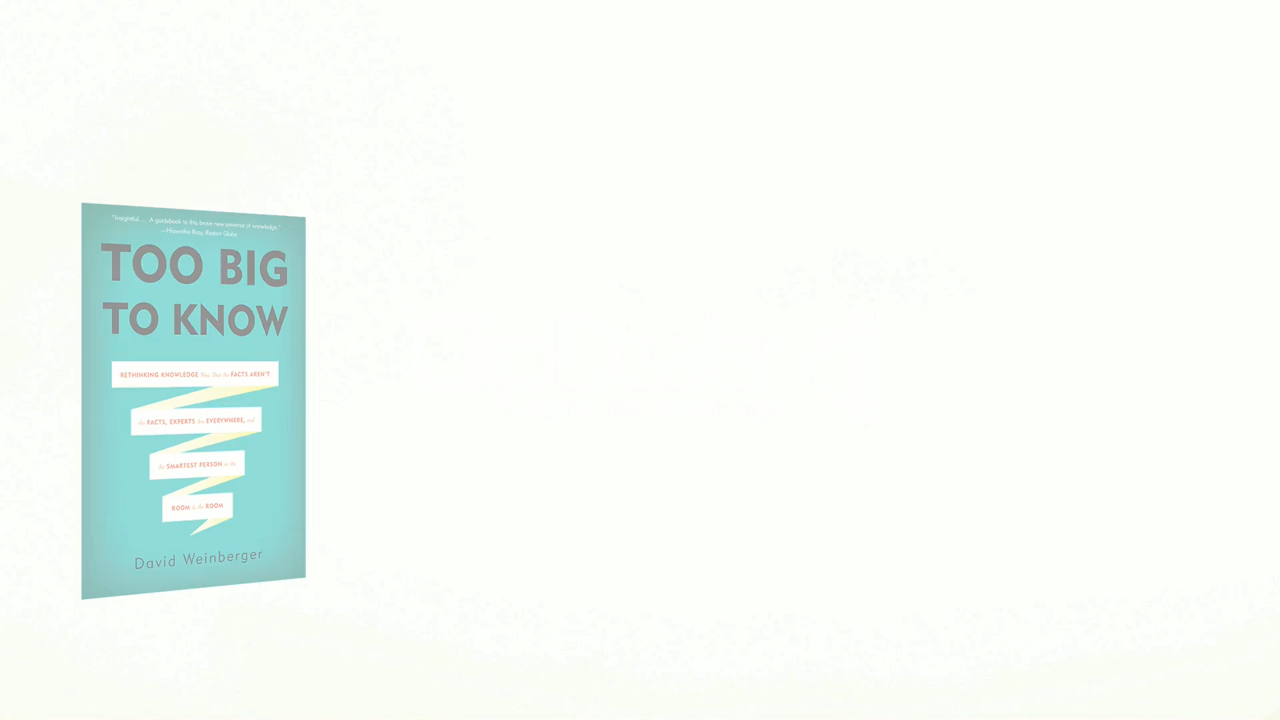 "Insightful.... A guidebook to this brave new universe of knowledge."
—Hiawatha Bray, Boston Globe
TOO BIG
TO KNOW
RETHINKING KNOWLEDGE Now That the FACTS AREN'T
the FACTS, EXPERTS are EVERYWHERE, and
the SMARTEST PERSON in the
ROOM is the ROOM
David Weinberger